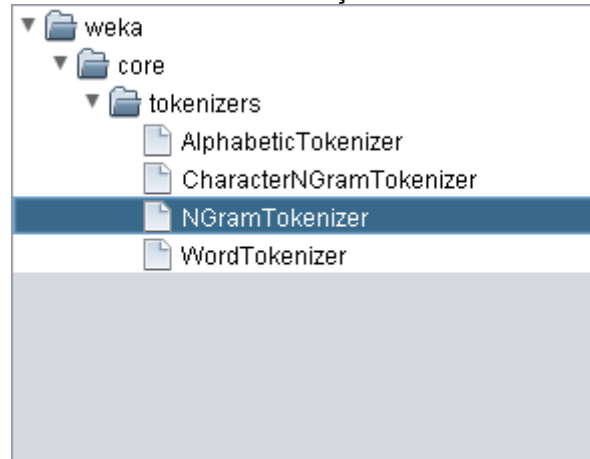 weka
core
tokenizers
AlphabeticTokenizer
CharacterNGramTokenizer
NGramTokenizer
WordTokenizer